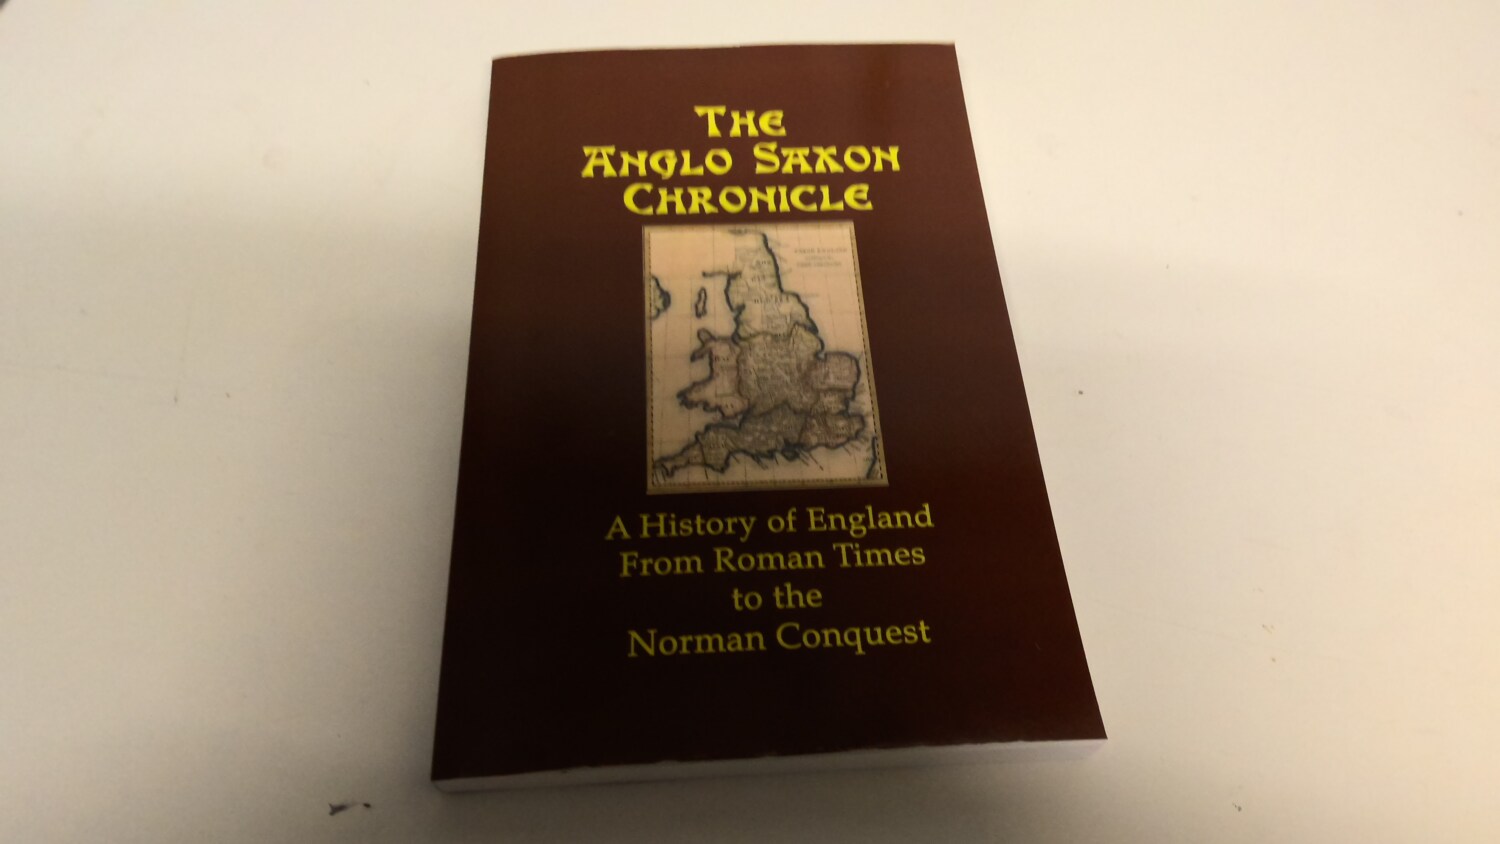 THE
ANGLO SAXON
CHRONICLE
A History of England
From Roman Times
to the
Norman Conquest